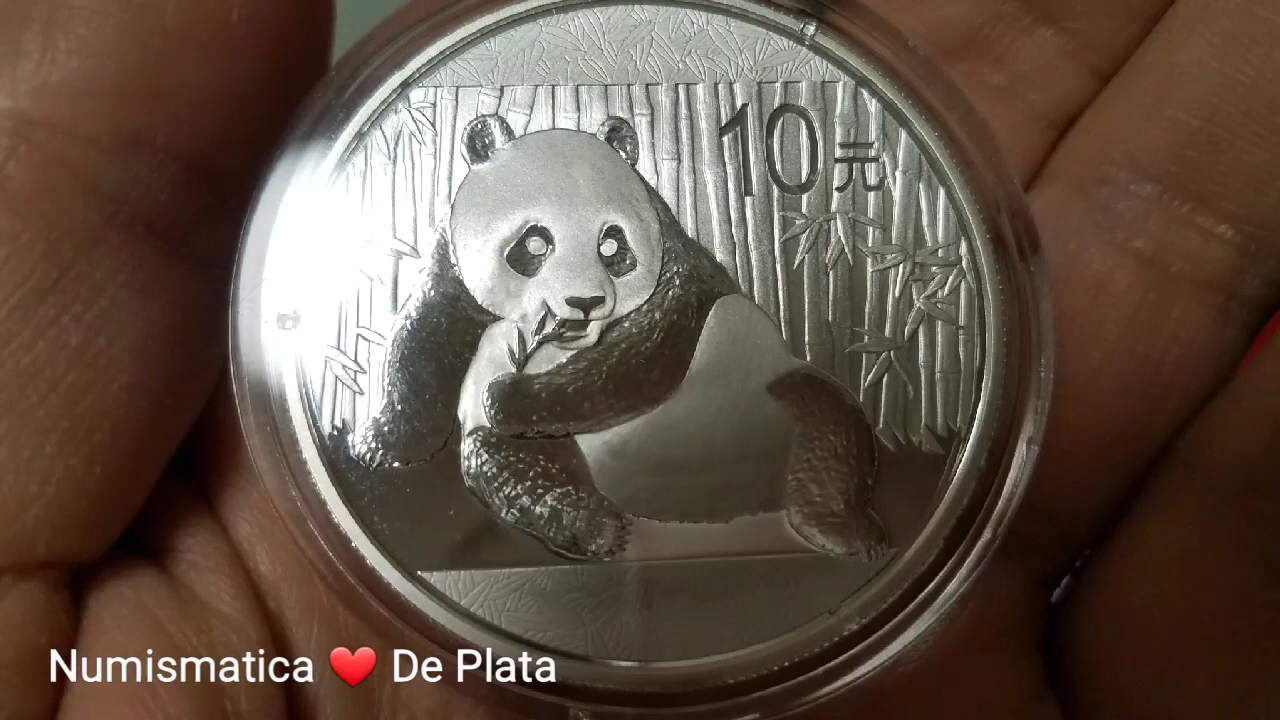 10元
Numismatica ❤️ De Plata